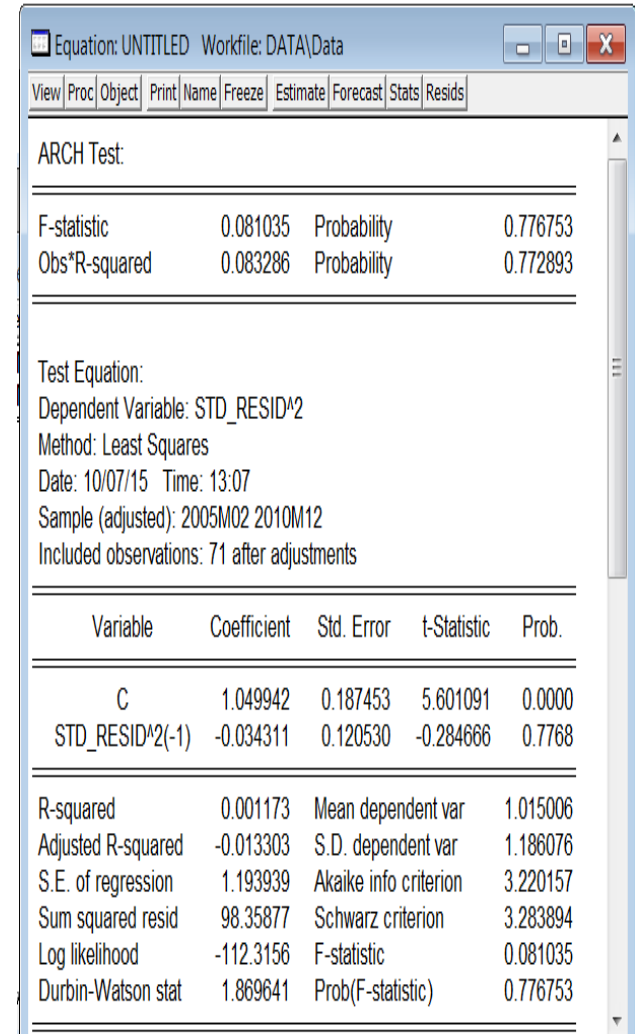 Equation: UNTITLED Workfile: DATA\Data
View Proc Object Print Name Freeze Estimate Forecast Stats Resids
ARCH Test:
F-statistic 0.081035 Probability 0.776753
Obs*R-squared 0.083286 Probability 0.772893
Test Equation:
Dependent Variable: STD_RESID^2
Method: Least Squares
Date: 10/07/15 Time: 13:07
Sample (adjusted): 2005M02 2010M12
Included observations: 71 after adjustments
Variable Coefficient Std. Error t-Statistic Prob.
C 1.049942 0.187453 5.601091 0.0000
STD_RESID^2(-1) -0.034311 0.120530 -0.284666 0.7768
R-squared 0.001173 Mean dependent var 1.015006
Adjusted R-squared -0.013303 S.D. dependent var 1.186076
S.E. of regression 1.193939 Akaike info criterion 3.220157
Sum squared resid 98.35877 Schwarz criterion 3.283894
Log likelihood -112.3156 F-statistic 0.081035
Durbin-Watson stat 1.869641 Prob(F-statistic) 0.776753